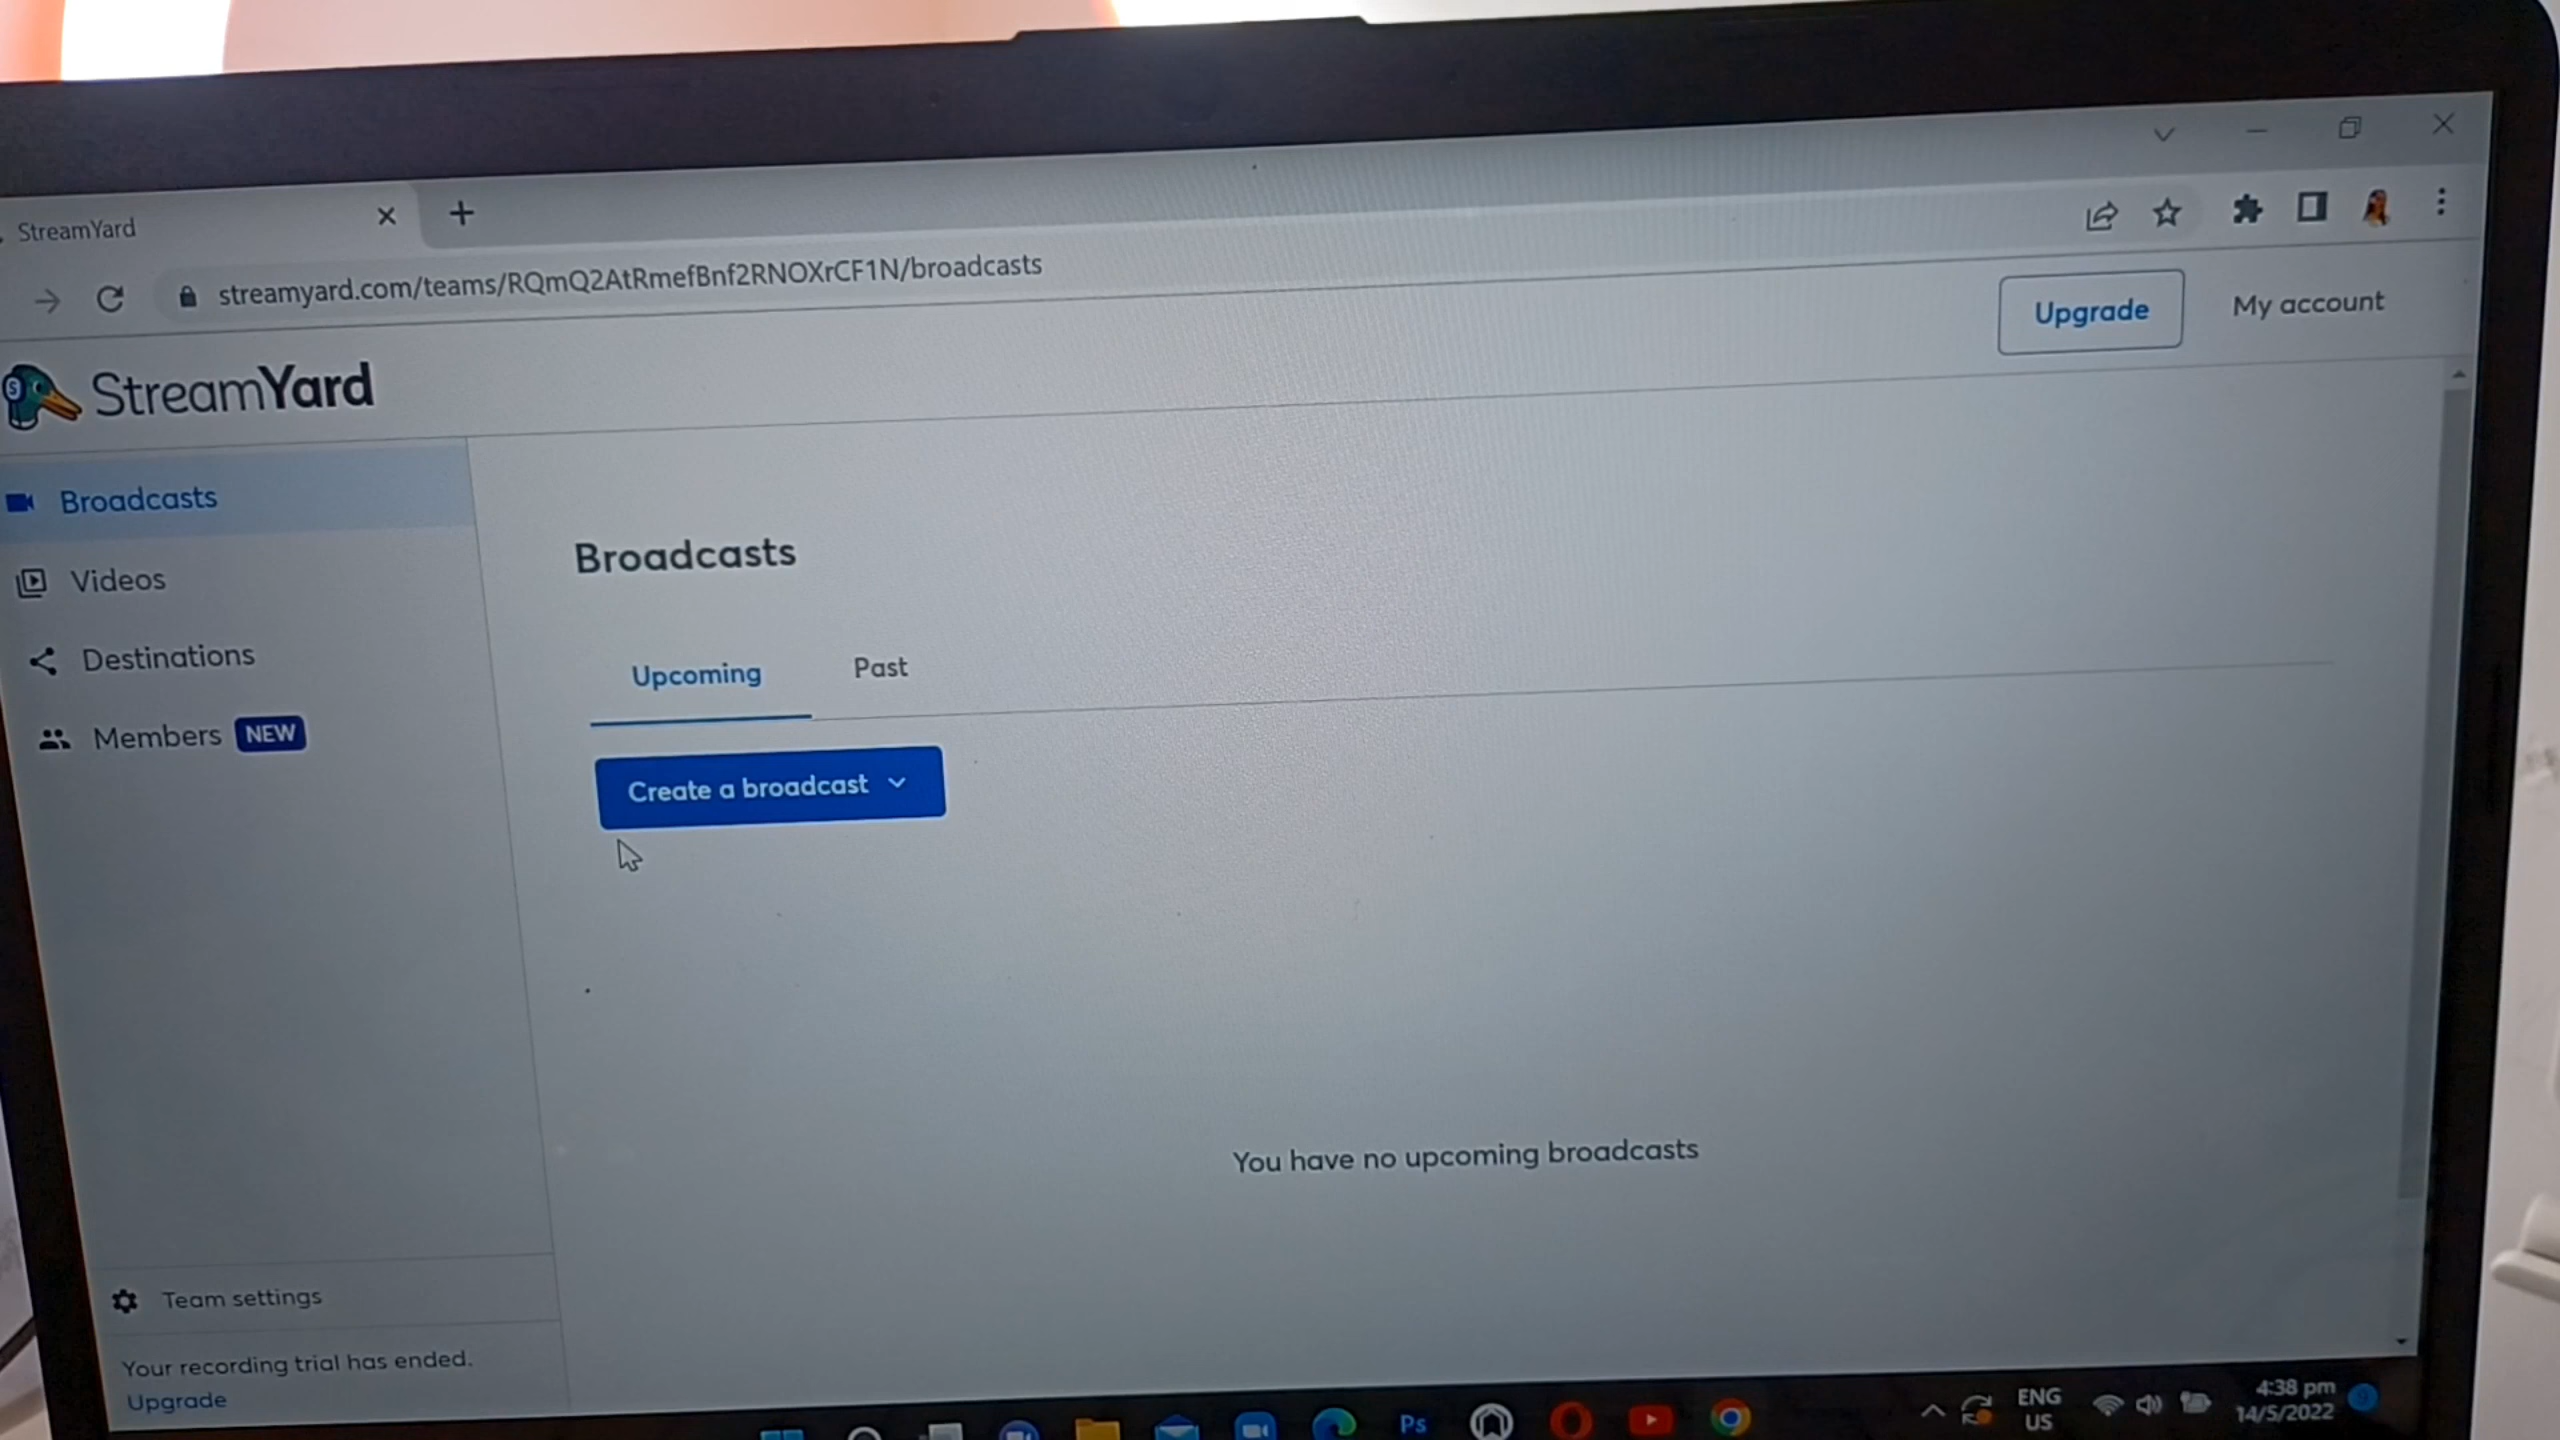 StreamYard
streamyard.com/teams/RQmQ2AtRmefBnf2RNOXrCF1N/broadcasts
Upgrade
My account
StreamYard
Broadcasts
Videos
Destinations
Members NEW
Broadcasts
Upcoming
Past
Create a broadcast
You have no upcoming broadcasts
Team settings
Your recording trial has ended.
Upgrade
Ps
ENG
US
4:38 pm
14/5/2022